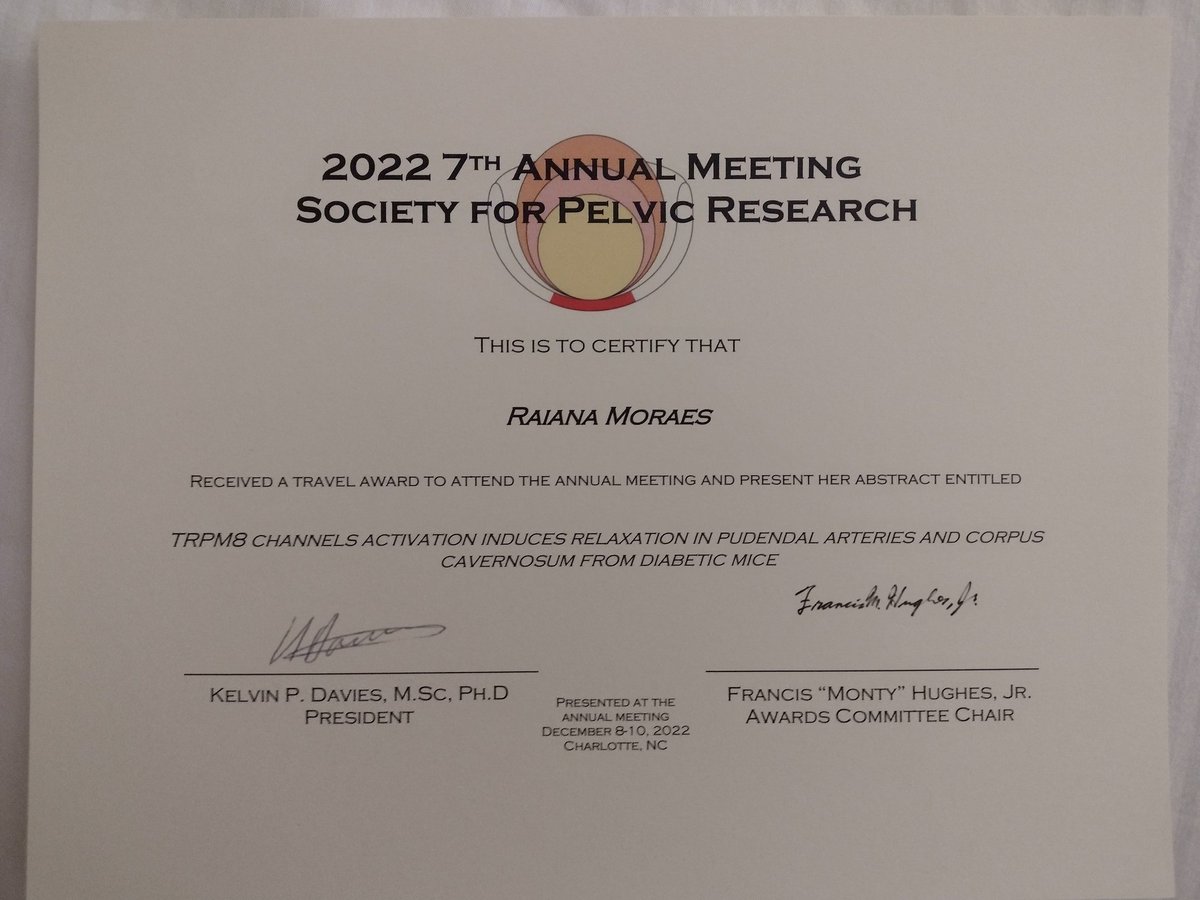 2022 7TH ANNUAL MEETING
SOCIETY FOR PELVIC RESEARCH
THIS IS TO CERTIFY THAT
RAIANA MORAES
RECEIVED A TRAVEL AWARD TO ATTEND THE ANNUAL MEETING AND PRESENT HER ABSTRACT ENTITLED
TRPM8 CHANNELS ACTIVATION INDUCES RELAXATION IN PUDENDAL ARTERIES AND CORPUS
CAVERNOSUM FROM DIABETIC MICE
Francis M. Hughes, Jr.
KELVIN P. DAVIES, M.SC, PH.D
PRESIDENT
PRESENTED AT THE
ANNUAL MEETING
DECEMBER 8-10, 2022
CHARLOTTE, NC
FRANCIS “MONTY” HUGHES, JR.
AWARDS COMMITTEE CHAIR